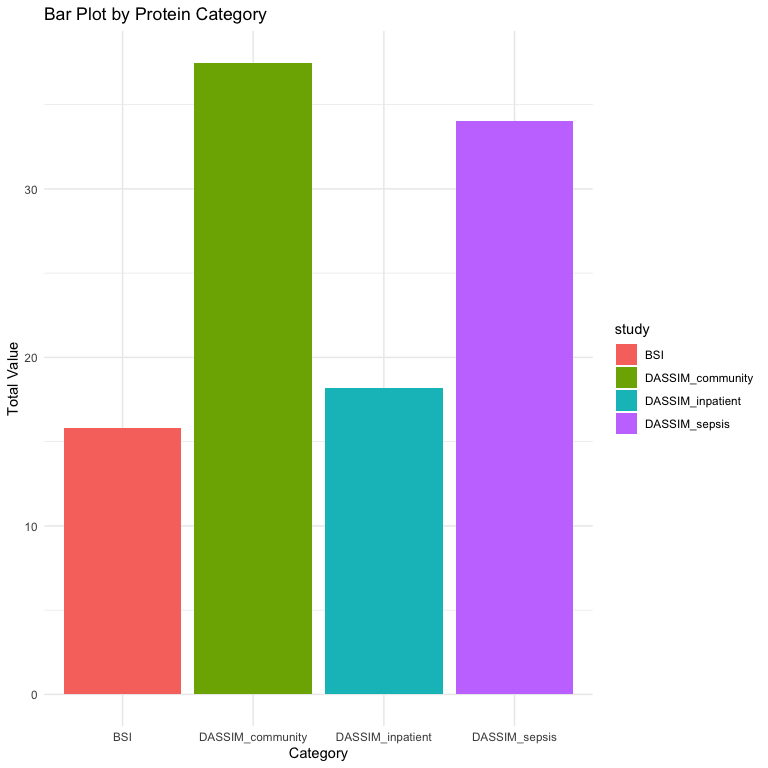 Bar Plot by Protein Category
Total Value
30
20
10
0
BSI
DASSIM_community
DASSIM_inpatient
DASSIM_sepsis
Category
study
BSI
DASSIM_community
DASSIM_inpatient
DASSIM_sepsis